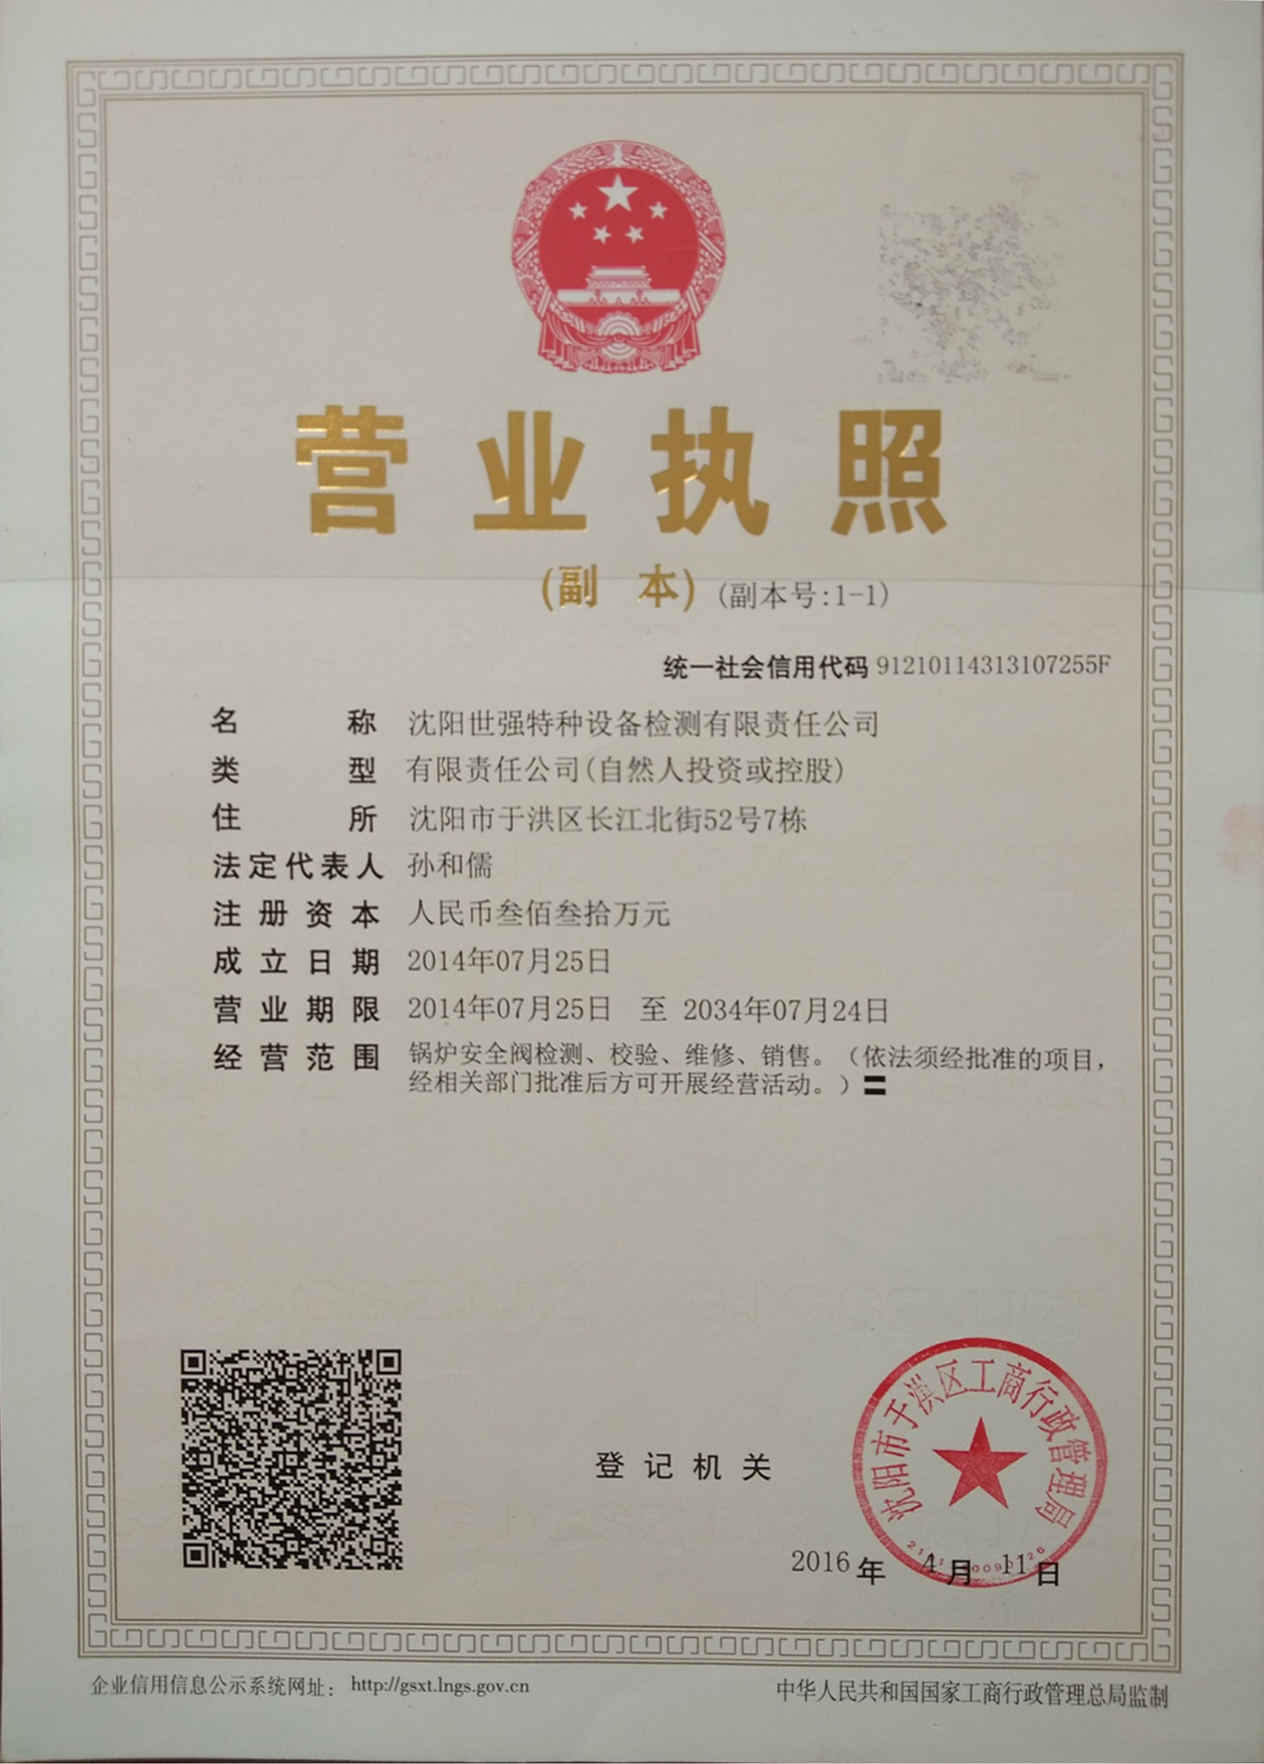 营业执照
(副 本) (副本号:1-1)
统一社会信用代码 91210114313107255F
名称 沈阳世强特种设备检测有限责任公司
类型 有限责任公司(自然人投资或控股)
住所 沈阳市于洪区长江北街52号7栋
法定代表人 孙和儒
注册资本 人民币叁佰叁拾万元
成立日期 2014年07月25日
营业期限 2014年07月25日 至 2034年07月24日
经营范围 锅炉安全阀检测、校验、维修、销售。（依法须经批准的项目，
经相关部门批准后方可开展经营活动。）〓
沈阳市于洪区工商行政管理局
登记机关
2016年 4月 11日
企业信用信息公示系统网址： http://gsxt.lngs.gov.cn
中华人民共和国国家工商行政管理总局监制